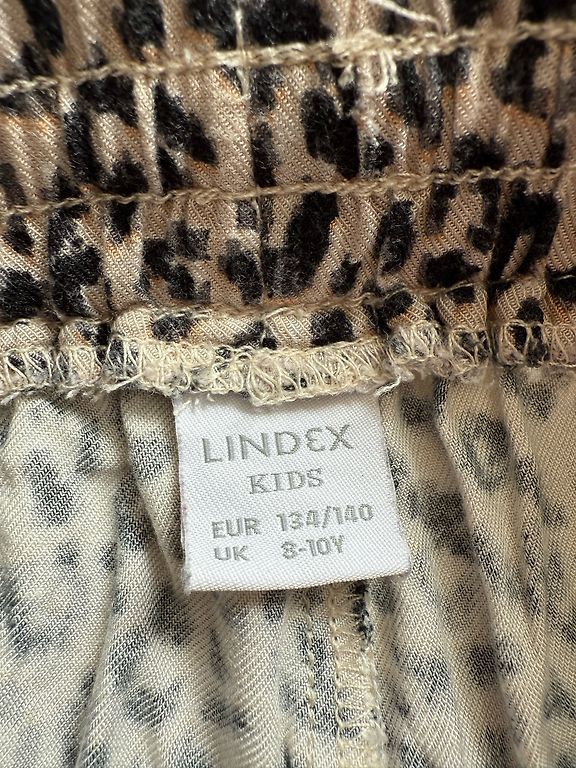 LINDEX
KIDS
EUR 134/140
UK 8-10Y